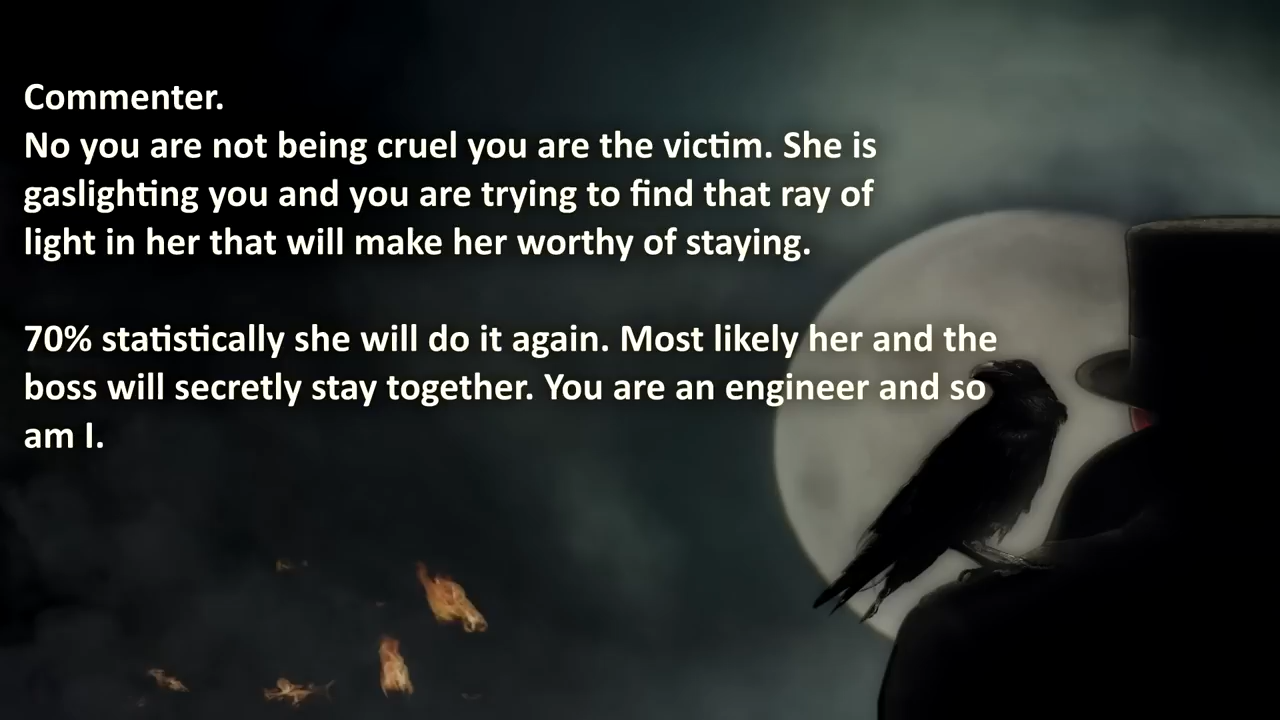 Commenter.
No you are not being cruel you are the victim. She is
gaslighting you and you are trying to find that ray of
light in her that will make her worthy of staying.
70% statistically she will do it again. Most likely her and the
boss will secretly stay together. You are an engineer and so
am I.